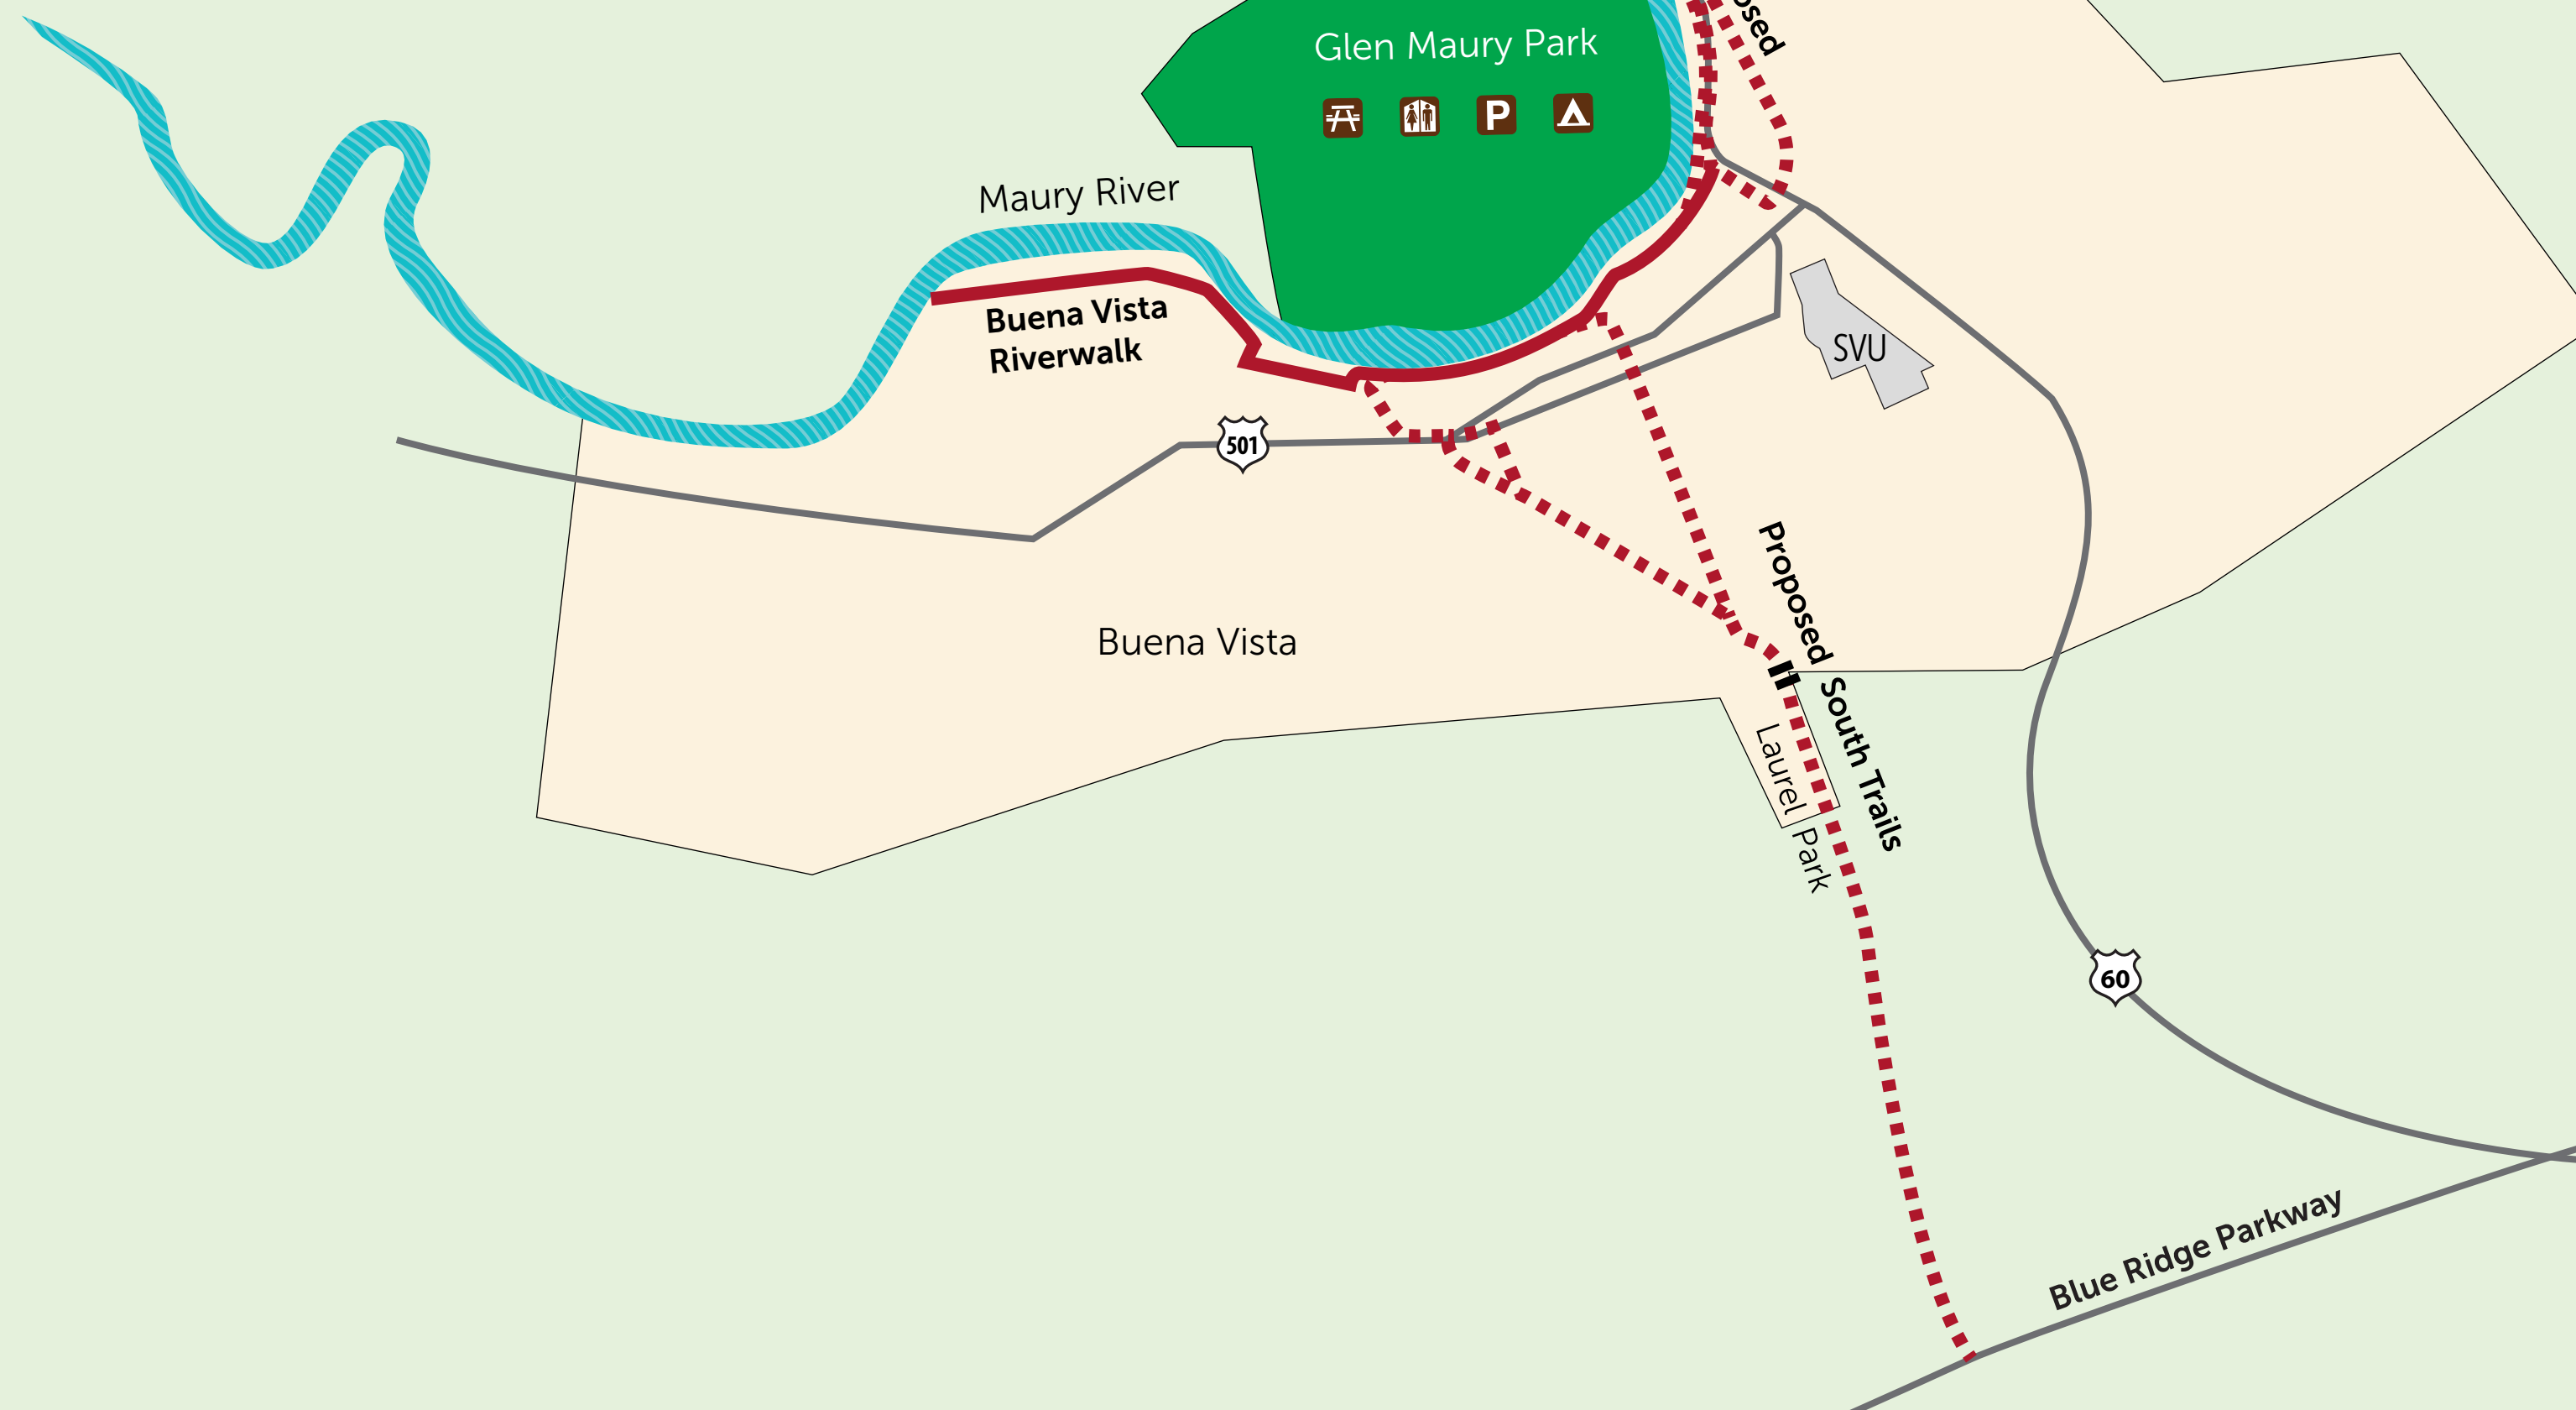 Glen Maury Park
P
Maury River
Buena Vista
Riverwalk
SVU
501
Proposed South Trails
Buena Vista
Laurel Park
60
Blue Ridge Parkway